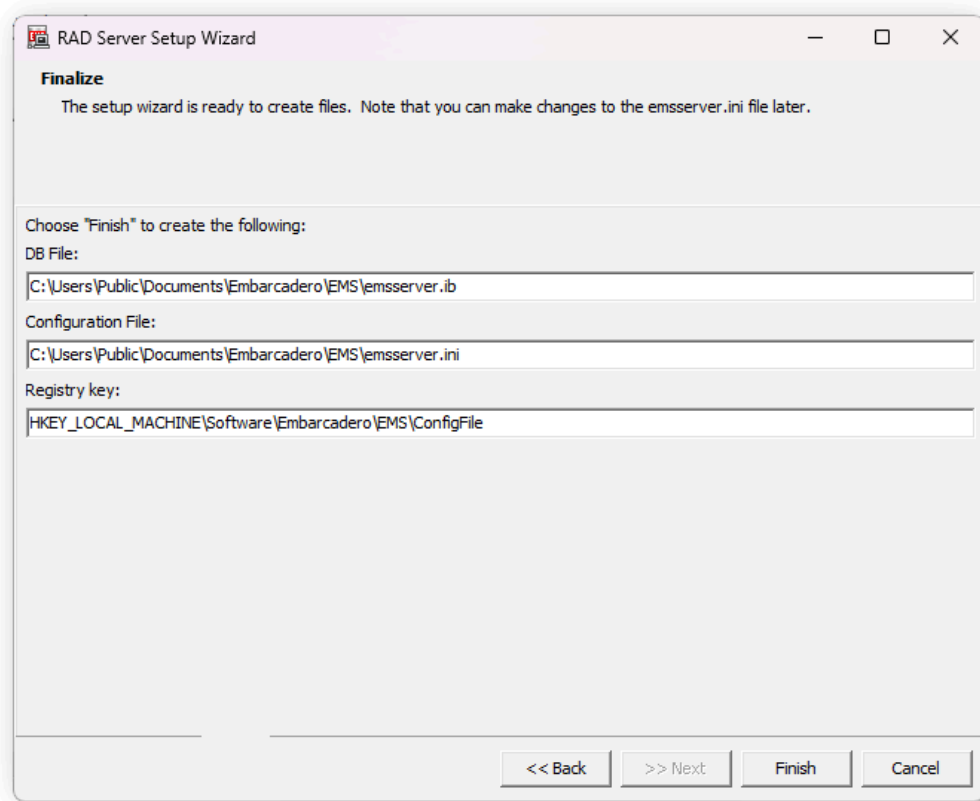 RAD Server Setup Wizard
Finalize
The setup wizard is ready to create files.  Note that you can make changes to the emsserver.ini file later.
Choose "Finish" to create the following:
DB File:
C:\Users\Public\Documents\Embarcadero\EMS\emsserver.ib
Configuration File:
C:\Users\Public\Documents\Embarcadero\EMS\emsserver.ini
Registry key:
HKEY_LOCAL_MACHINE\Software\Embarcadero\EMS\ConfigFile
<< Back
>> Next
Finish
Cancel